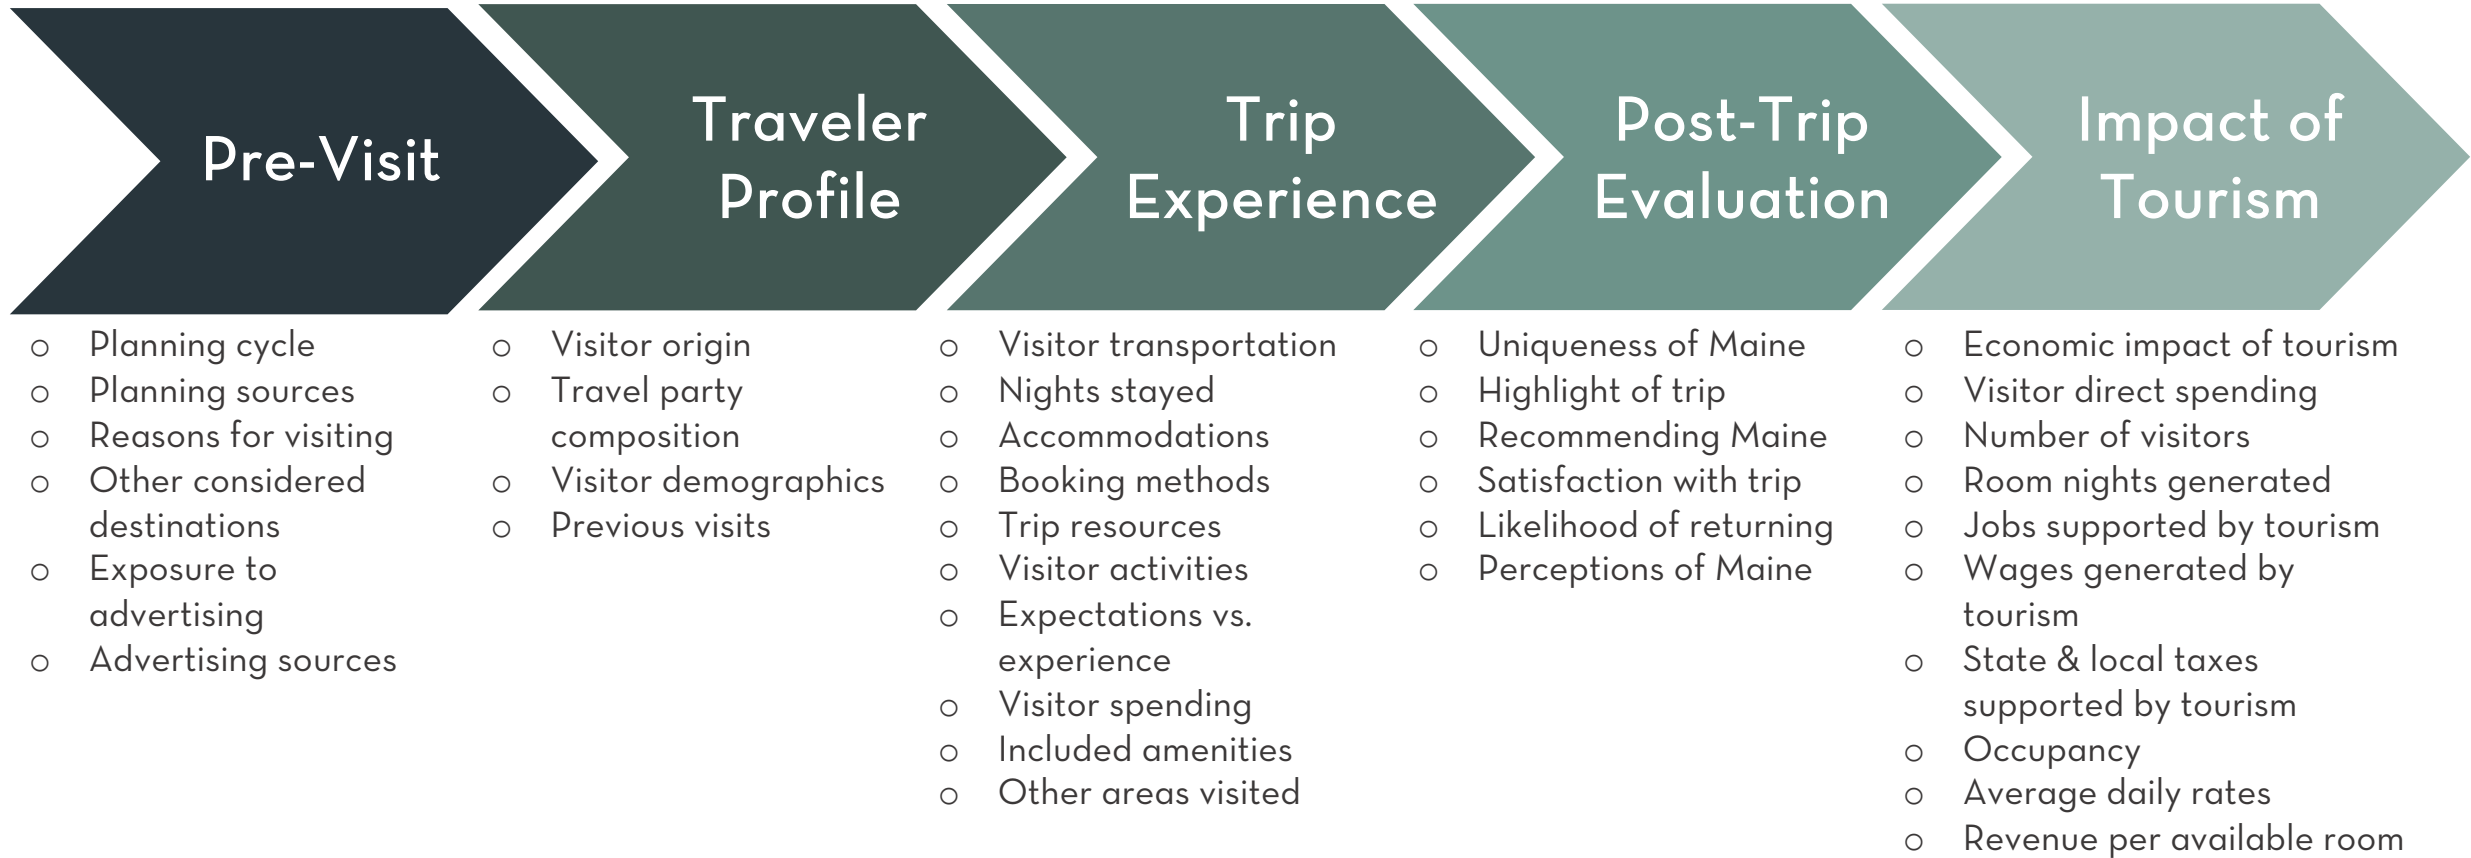 Pre-Visit
○ Planning cycle
○ Planning sources
○ Reasons for visiting
○ Other considered
destinations
○ Exposure to
advertising
○ Advertising sources
Traveler
Profile
○ Visitor origin
○ Travel party
composition
○ Visitor demographics
○ Previous visits
Trip
Experience
○ Visitor transportation
○ Nights stayed
○ Accommodations
○ Booking methods
○ Trip resources
○ Visitor activities
○ Expectations vs.
experience
○ Visitor spending
○ Included amenities
○ Other areas visited
Post-Trip
Evaluation
○ Uniqueness of Maine
○ Highlight of trip
○ Recommending Maine
○ Satisfaction with trip
○ Likelihood of returning
○ Perceptions of Maine
Impact of
Tourism
○ Economic impact of tourism
○ Visitor direct spending
○ Number of visitors
○ Room nights generated
○ Jobs supported by tourism
○ Wages generated by
tourism
○ State & local taxes
supported by tourism
○ Occupancy
○ Average daily rates
○ Revenue per available room